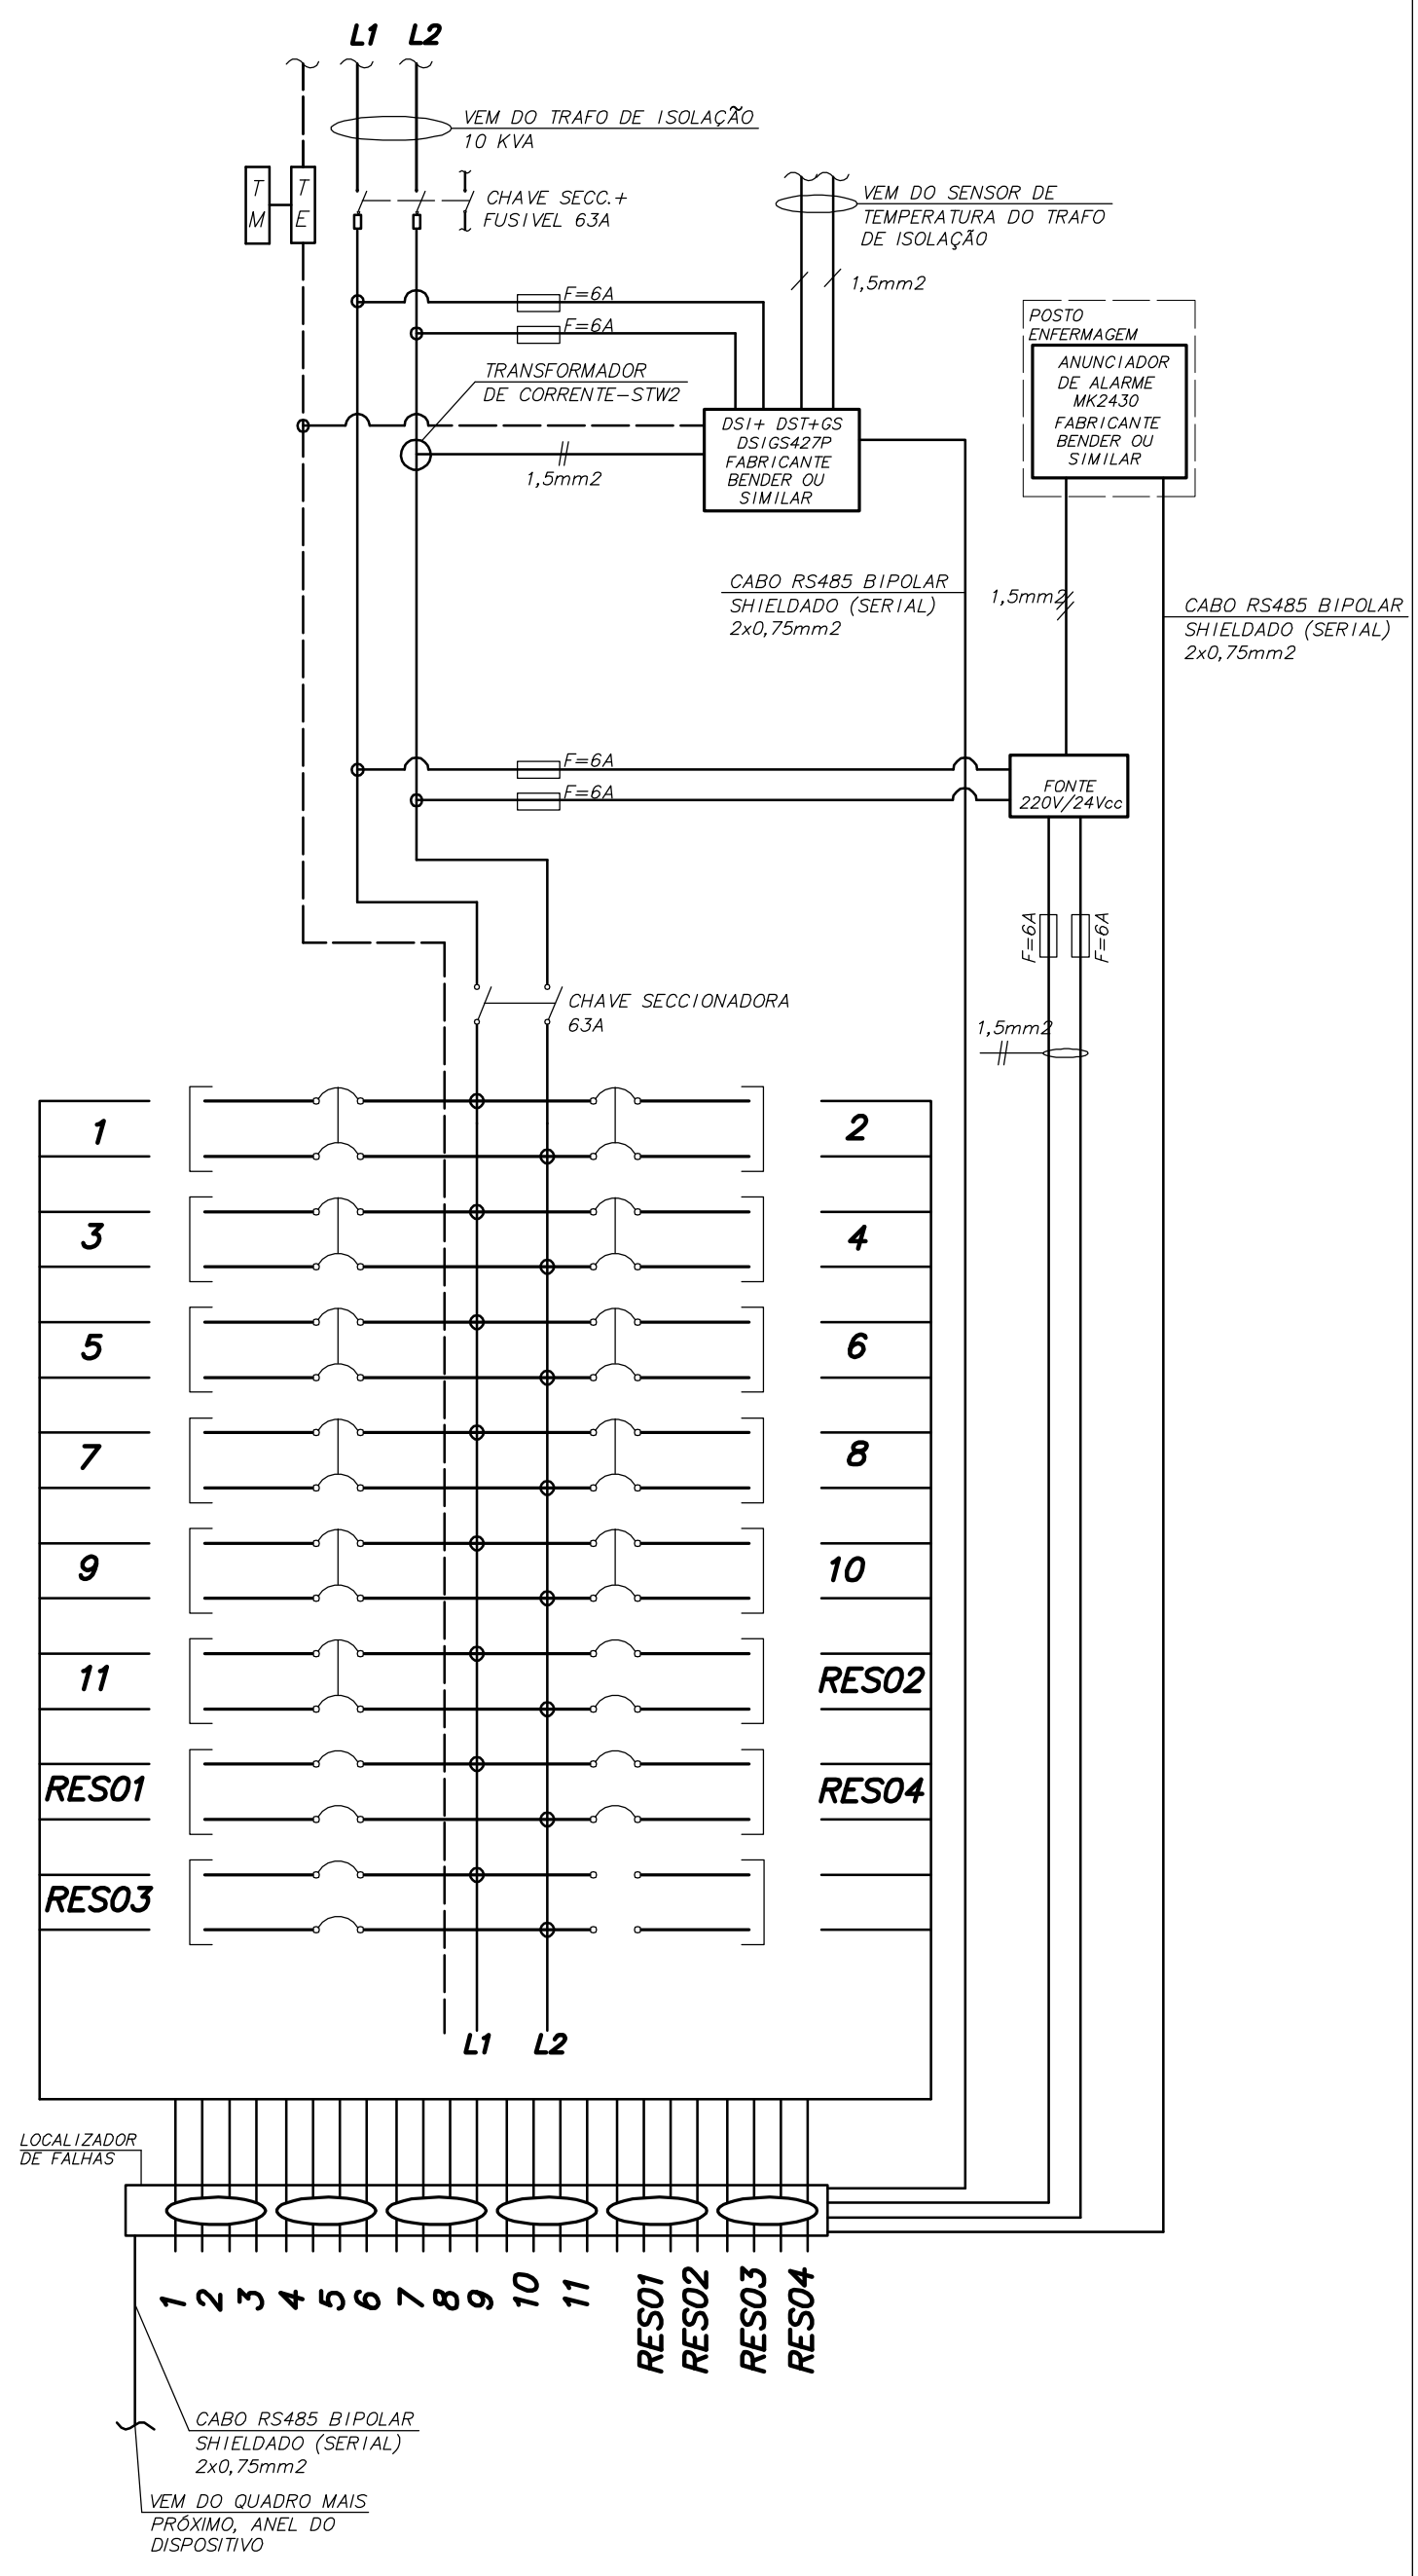 L1 L2
VEM DO TRAFO DE ISOLAÇÃO
10 KVA
T
M
T
E
CHAVE SECC.+
FUSIVEL 63A
VEM DO SENSOR DE
TEMPERATURA DO TRAFO
DE ISOLAÇÃO
1,5mm2
F=6A
F=6A
TRANSFORMADOR
DE CORRENTE-STW2
1,5mm2
DSI+ DST+GS
DSIGS427P
FABRICANTE
BENDER OU
SIMILAR
POSTO
ENFERMAGEM
ANUNCIADOR
DE ALARME
MK2430
FABRICANTE
BENDER OU
SIMILAR
CABO RS485 BIPOLAR
SHIELDADO (SERIAL)
2x0,75mm2
1,5mm2
CABO RS485 BIPOLAR
SHIELDADO (SERIAL)
2x0,75mm2
F=6A
F=6A
FONTE
220V/24Vcc
F=6A
F=6A
CHAVE SECCIONADORA
63A
1,5mm2
1 2
3 4
5 6
7 8
9 10
11 RES02
RES01 RES04
RES03
L1 L2
LOCALIZADOR
DE FALHAS
1 2 3 4 5 6 7 8 9 10 11 RES01 RES02 RES03 RES04
CABO RS485 BIPOLAR
SHIELDADO (SERIAL)
2x0,75mm2
VEM DO QUADRO MAIS
PRÓXIMO, ANEL DO
DISPOSITIVO